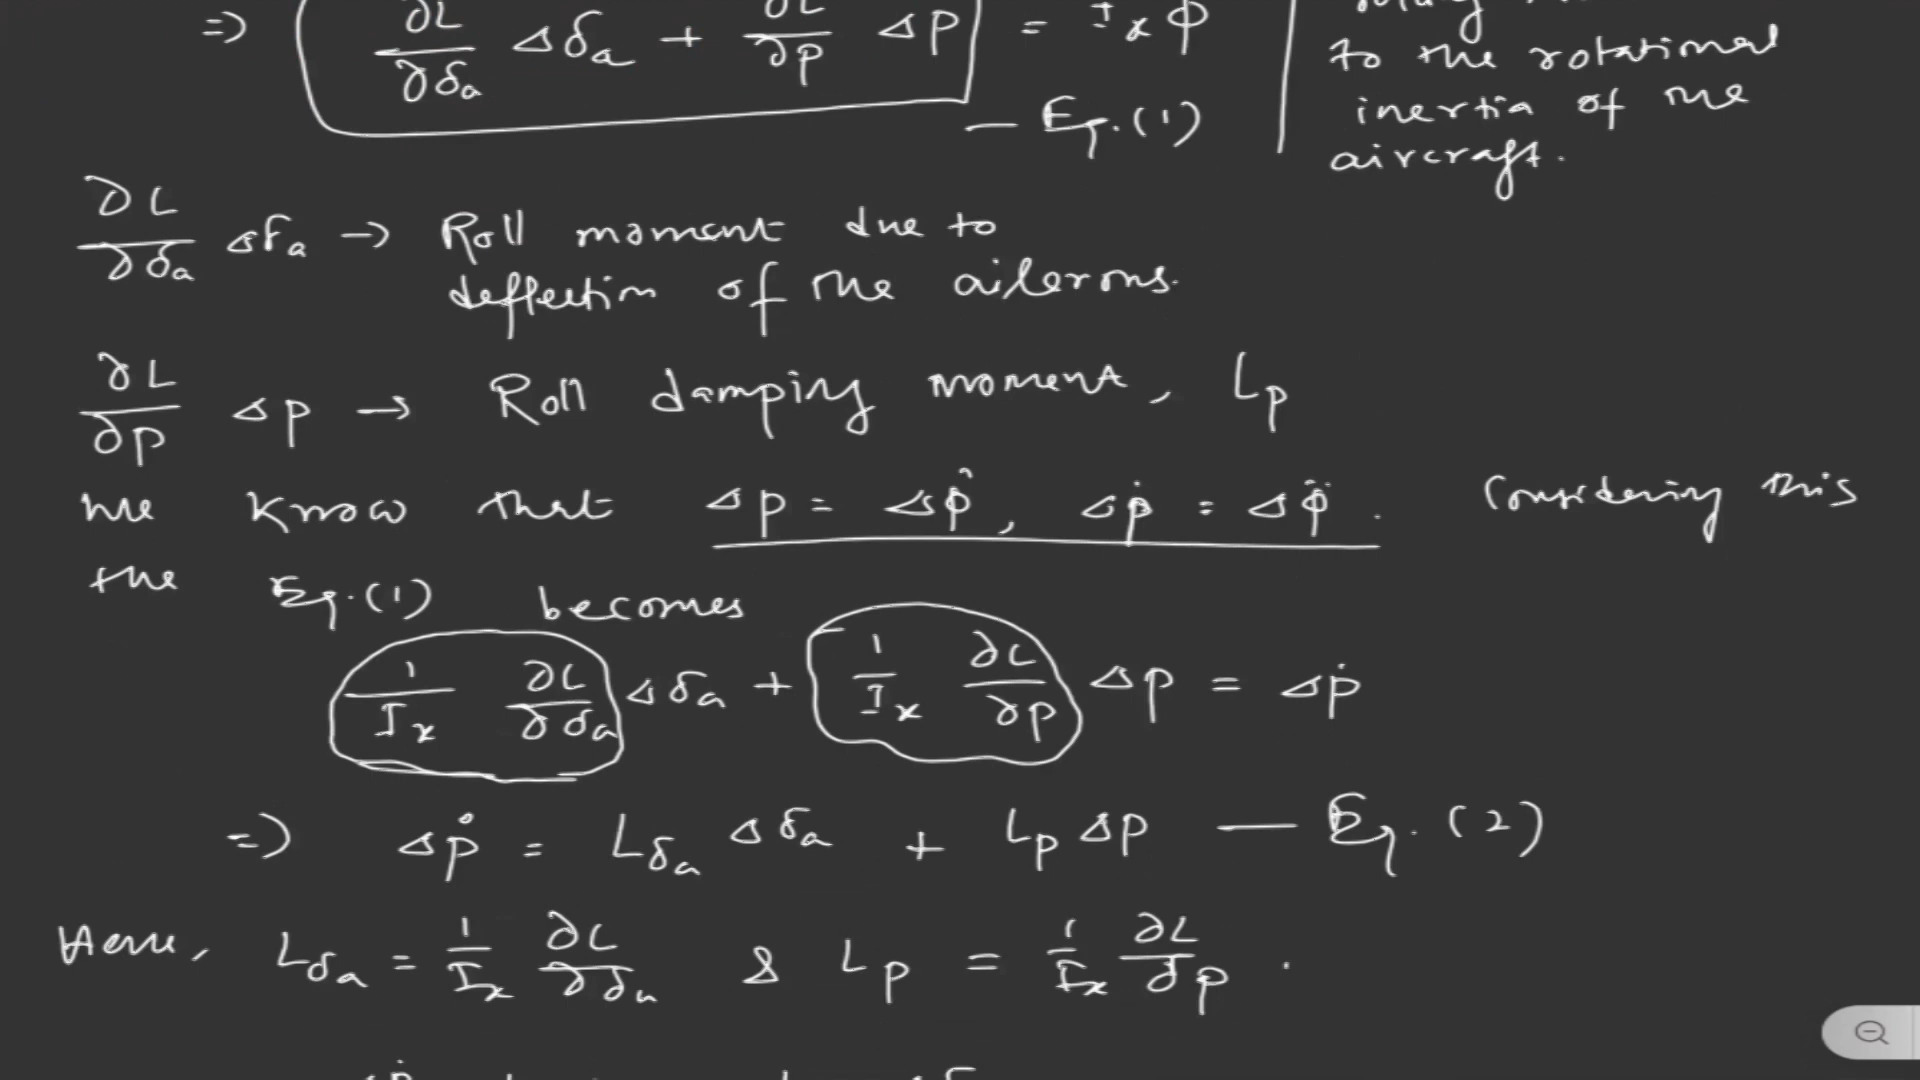 => ∂L/∂δa Δδa + ∂L/∂p Δp = Ix φ̈
— Eq.(1)
to the rotational
inertia of the
aircraft.
∂L/∂δa Δδa → Roll moment due to
deflection of the ailerons.
∂L/∂p Δp → Roll damping moment, Lp
We know that Δp = Δφ̇, Δṗ = Δφ̈. Considering this
the Eq.(1) becomes
1/Ix ∂L/∂δa Δδa + 1/Ix ∂L/∂p Δp = Δṗ
=> Δṗ = Lδa Δδa + Lp Δp — Eq.(2)
Here, Lδa = 1/Ix ∂L/∂δa & Lp = 1/Ix ∂L/∂p .